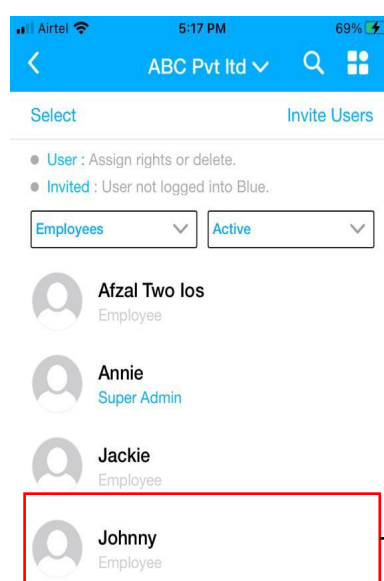 Airtel 5:17 PM 69%
ABC Pvt ltd
Select Invite Users
User : Assign rights or delete.
Invited : User not logged into Blue.
Employees Active
Afzal Two Ios
Employee
Annie
Super Admin
Jackie
Employee
Johnny
Employee